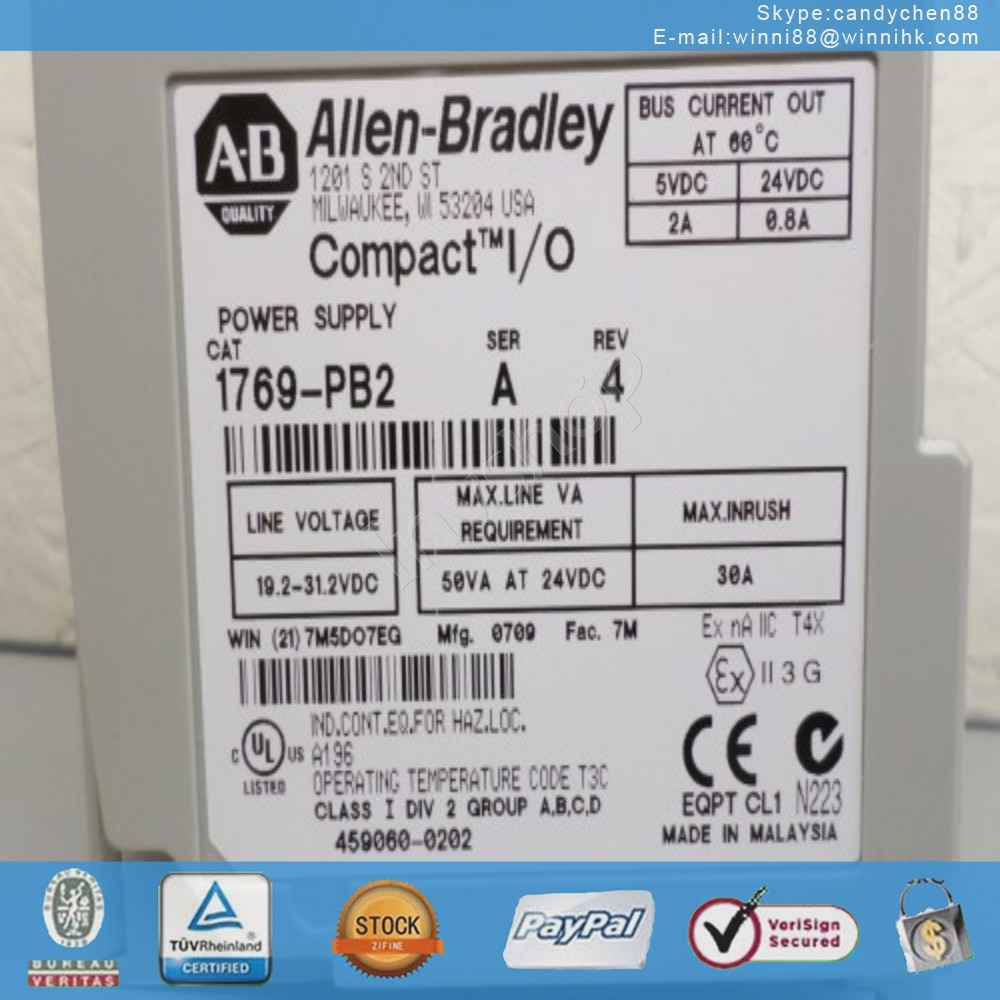 Skype:candychen88
E-mail:winni88@winnihk.com
A-B
QUALITY
Allen-Bradley
1201 S 2ND ST
MILWAUKEE, WI 53204 USA
Compact™I/O
BUS CURRENT OUT
AT 60°C
5VDC 24VDC
2A 0.8A
POWER SUPPLY
CAT SER REV
1769-PB2 A 4
LINE VOLTAGE
19.2-31.2VDC
MAX.LINE VA
REQUIREMENT
50VA AT 24VDC
MAX.INRUSH
30A
WIN (21) 7M5DO7EG Mfg. 0709 Fac. 7M
Ex nA IIC T4X
Ex II 3 G
C UL US
LISTED
IND.CONT.EQ.FOR HAZ.LOC.
A196
OPERATING TEMPERATURE CODE T3C
CLASS I DIV 2 GROUP A,B,C,D
459060-0202
CE
EQPT CL1 N223
MADE IN MALAYSIA
BUREAU
VERITAS
TÜVRheinland
CERTIFIED
STOCK
ZIFINE
PayPal
VeriSign
Secured
$